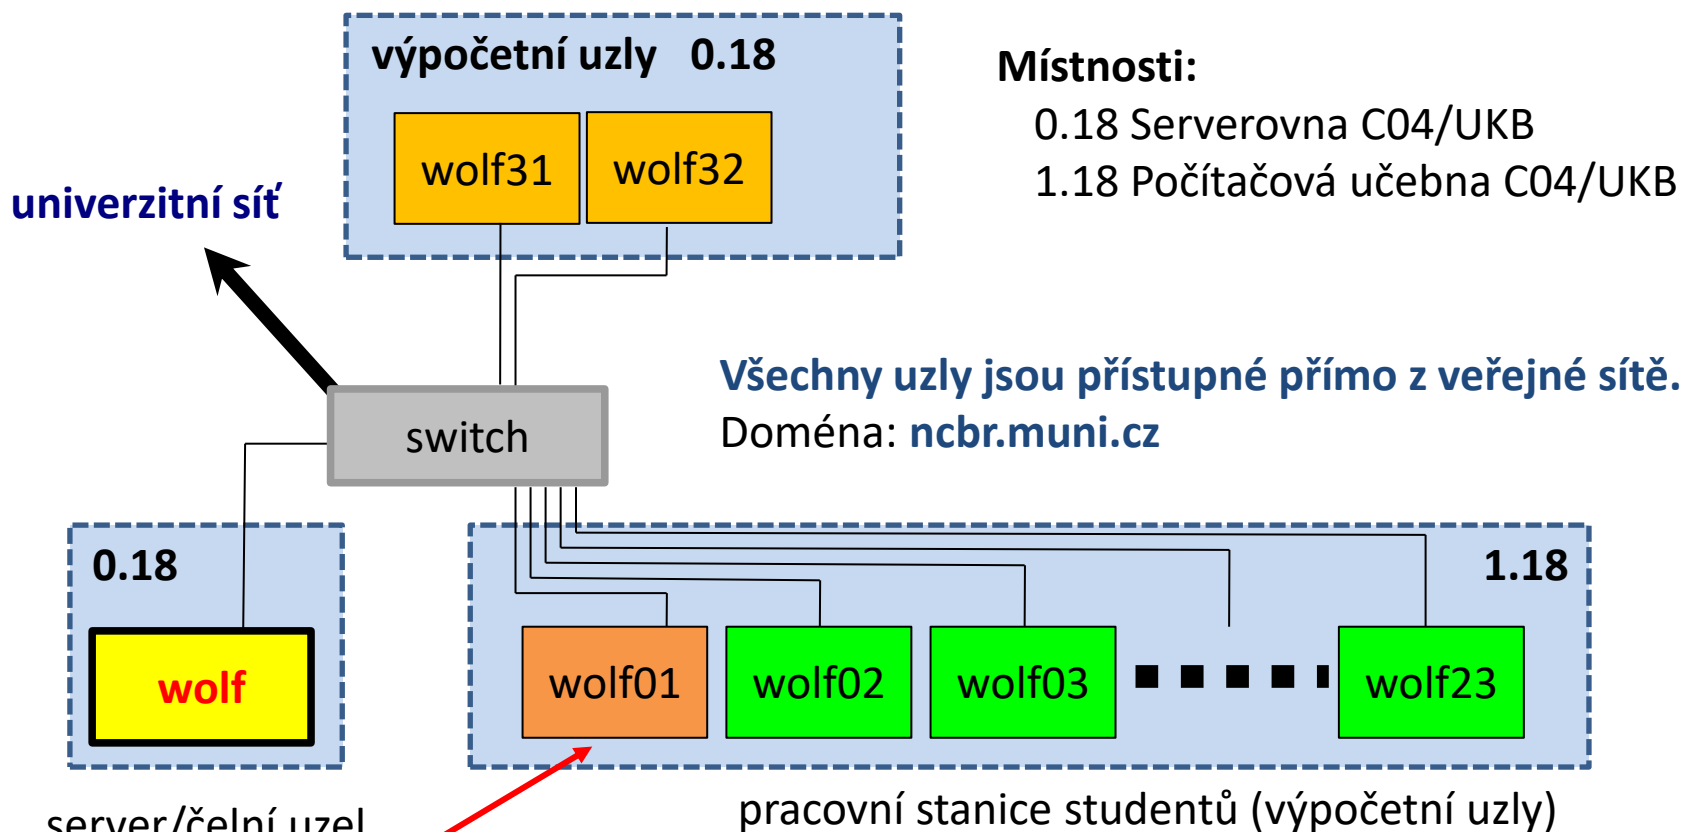 výpočetní uzly 0.18
wolf31
wolf32
Místnosti:
0.18 Serverovna C04/UKB
1.18 Počítačová učebna C04/UKB
univerzitní síť
Všechny uzly jsou přístupné přímo z veřejné sítě.
Doména: ncbr.muni.cz
switch
0.18
wolf
1.18
wolf01
wolf02
wolf03
wolf23
server/čelní uzel
pracovní stanice studentů (výpočetní uzly)